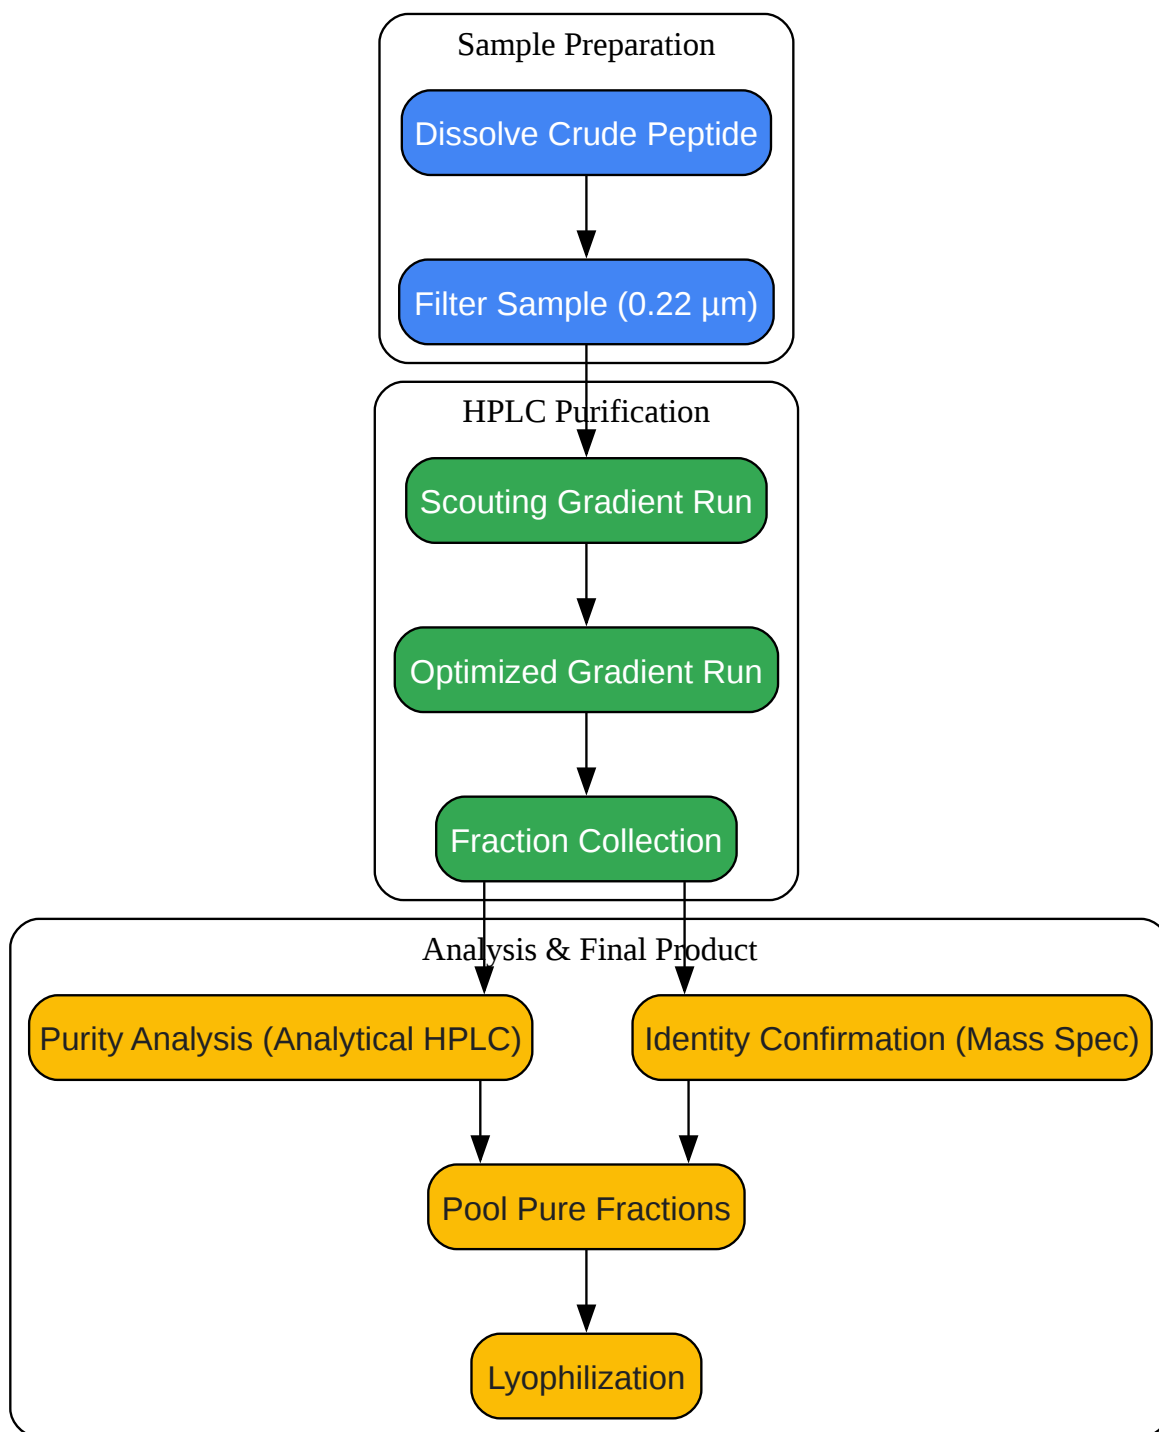 Sample Preparation
Dissolve Crude Peptide
Filter Sample (0.22 µm)
HPLC Purification
Scouting Gradient Run
Optimized Gradient Run
Fraction Collection
Analysis & Final Product
Purity Analysis (Analytical HPLC)
Identity Confirmation (Mass Spec)
Pool Pure Fractions
Lyophilization